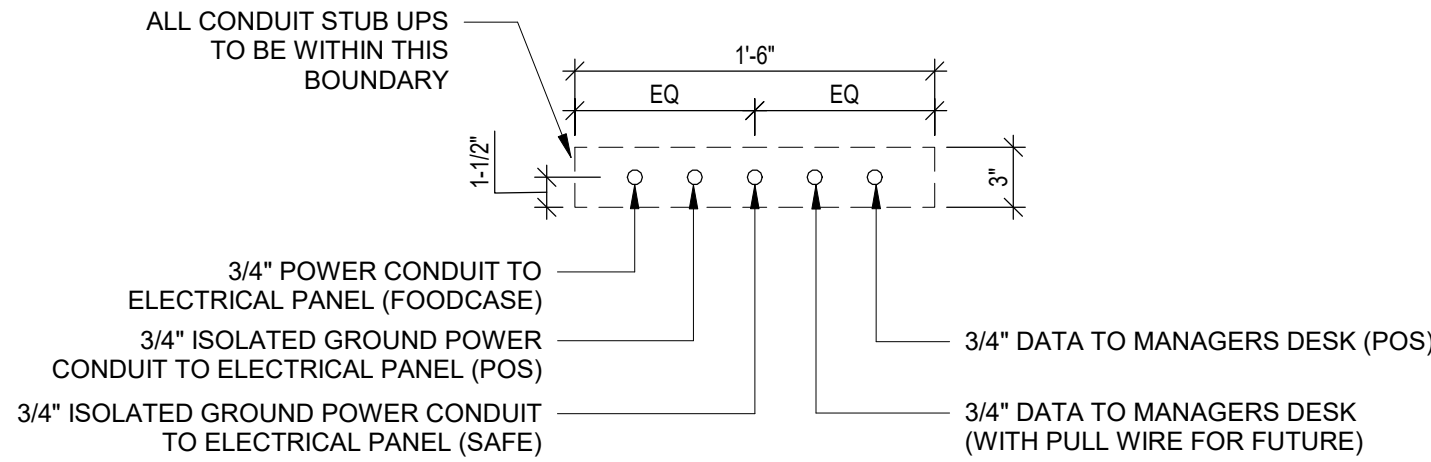 ALL CONDUIT STUB UPS
TO BE WITHIN THIS
BOUNDARY
1'-6"
EQ
EQ
1-1/2"
3"
3/4" POWER CONDUIT TO
ELECTRICAL PANEL (FOODCASE)
3/4" ISOLATED GROUND POWER
CONDUIT TO ELECTRICAL PANEL (POS)
3/4" ISOLATED GROUND POWER CONDUIT
TO ELECTRICAL PANEL (SAFE)
3/4" DATA TO MANAGERS DESK (POS)
3/4" DATA TO MANAGERS DESK
(WITH PULL WIRE FOR FUTURE)